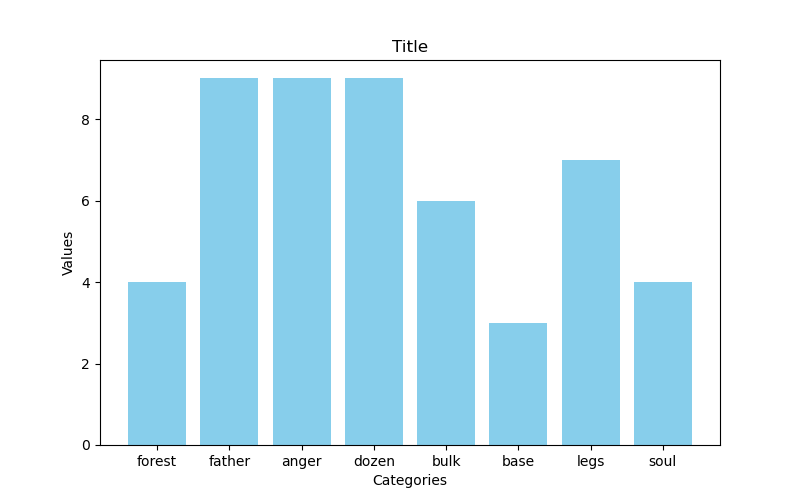 Title
Values
8
6
4
2
0
forest father anger dozen bulk base legs soul
Categories